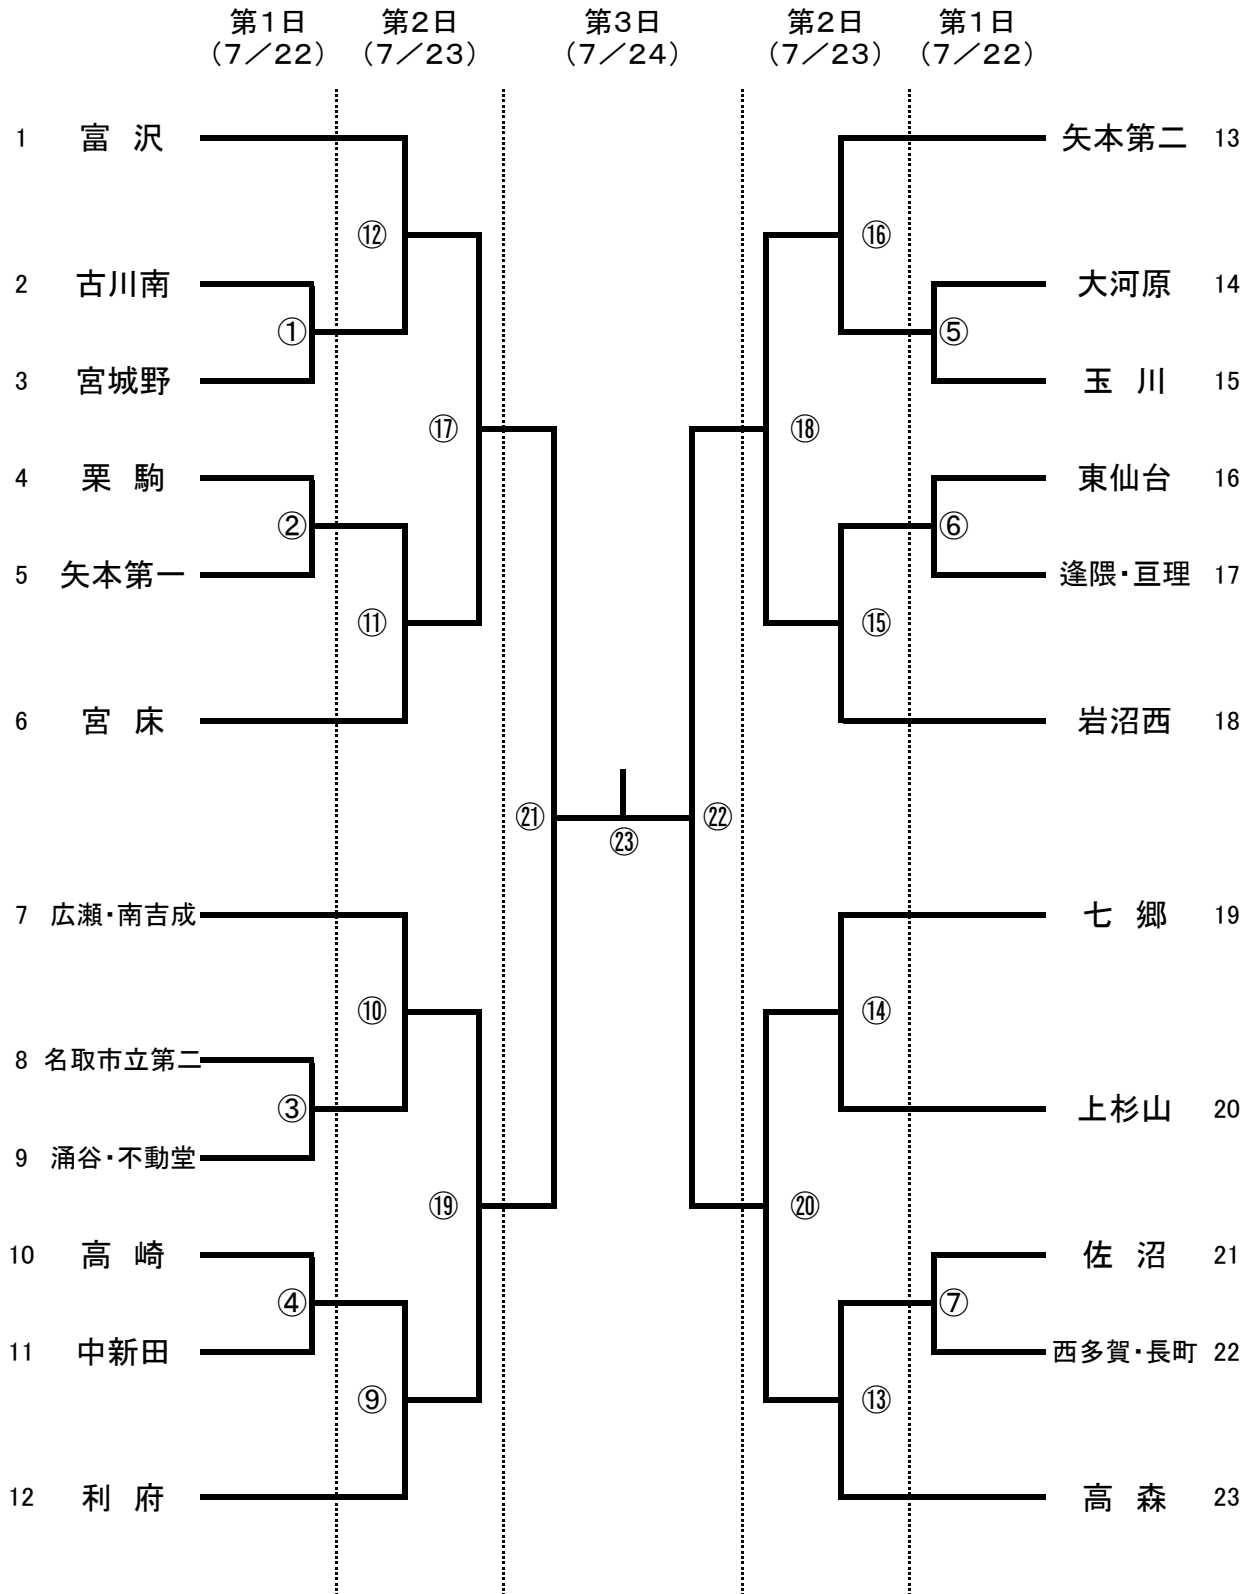 第1日 第2日 第3日 第2日 第1日
（7／22） （7／23） （7／24） （7／23） （7／22）
1 富 沢 矢本第二 13
⑫ ⑯
2 古川南 大河原 14
① ⑤
3 宮城野 玉 川 15
⑰ ⑱
4 栗 駒 東仙台 16
② ⑥
5 矢本第一 逢隈・亘理 17
⑪ ⑮
6 宮 床 岩沼西 18
㉑ ㉒
㉓
7 広瀬・南吉成 七 郷 19
⑩ ⑭
8 名取市立第二
③ 上杉山 20
9 涌谷・不動堂
⑲ ⑳
10 高 崎 佐 沼 21
④ ⑦
11 中新田 西多賀・長町 22
⑨ ⑬
12 利 府 高 森 23